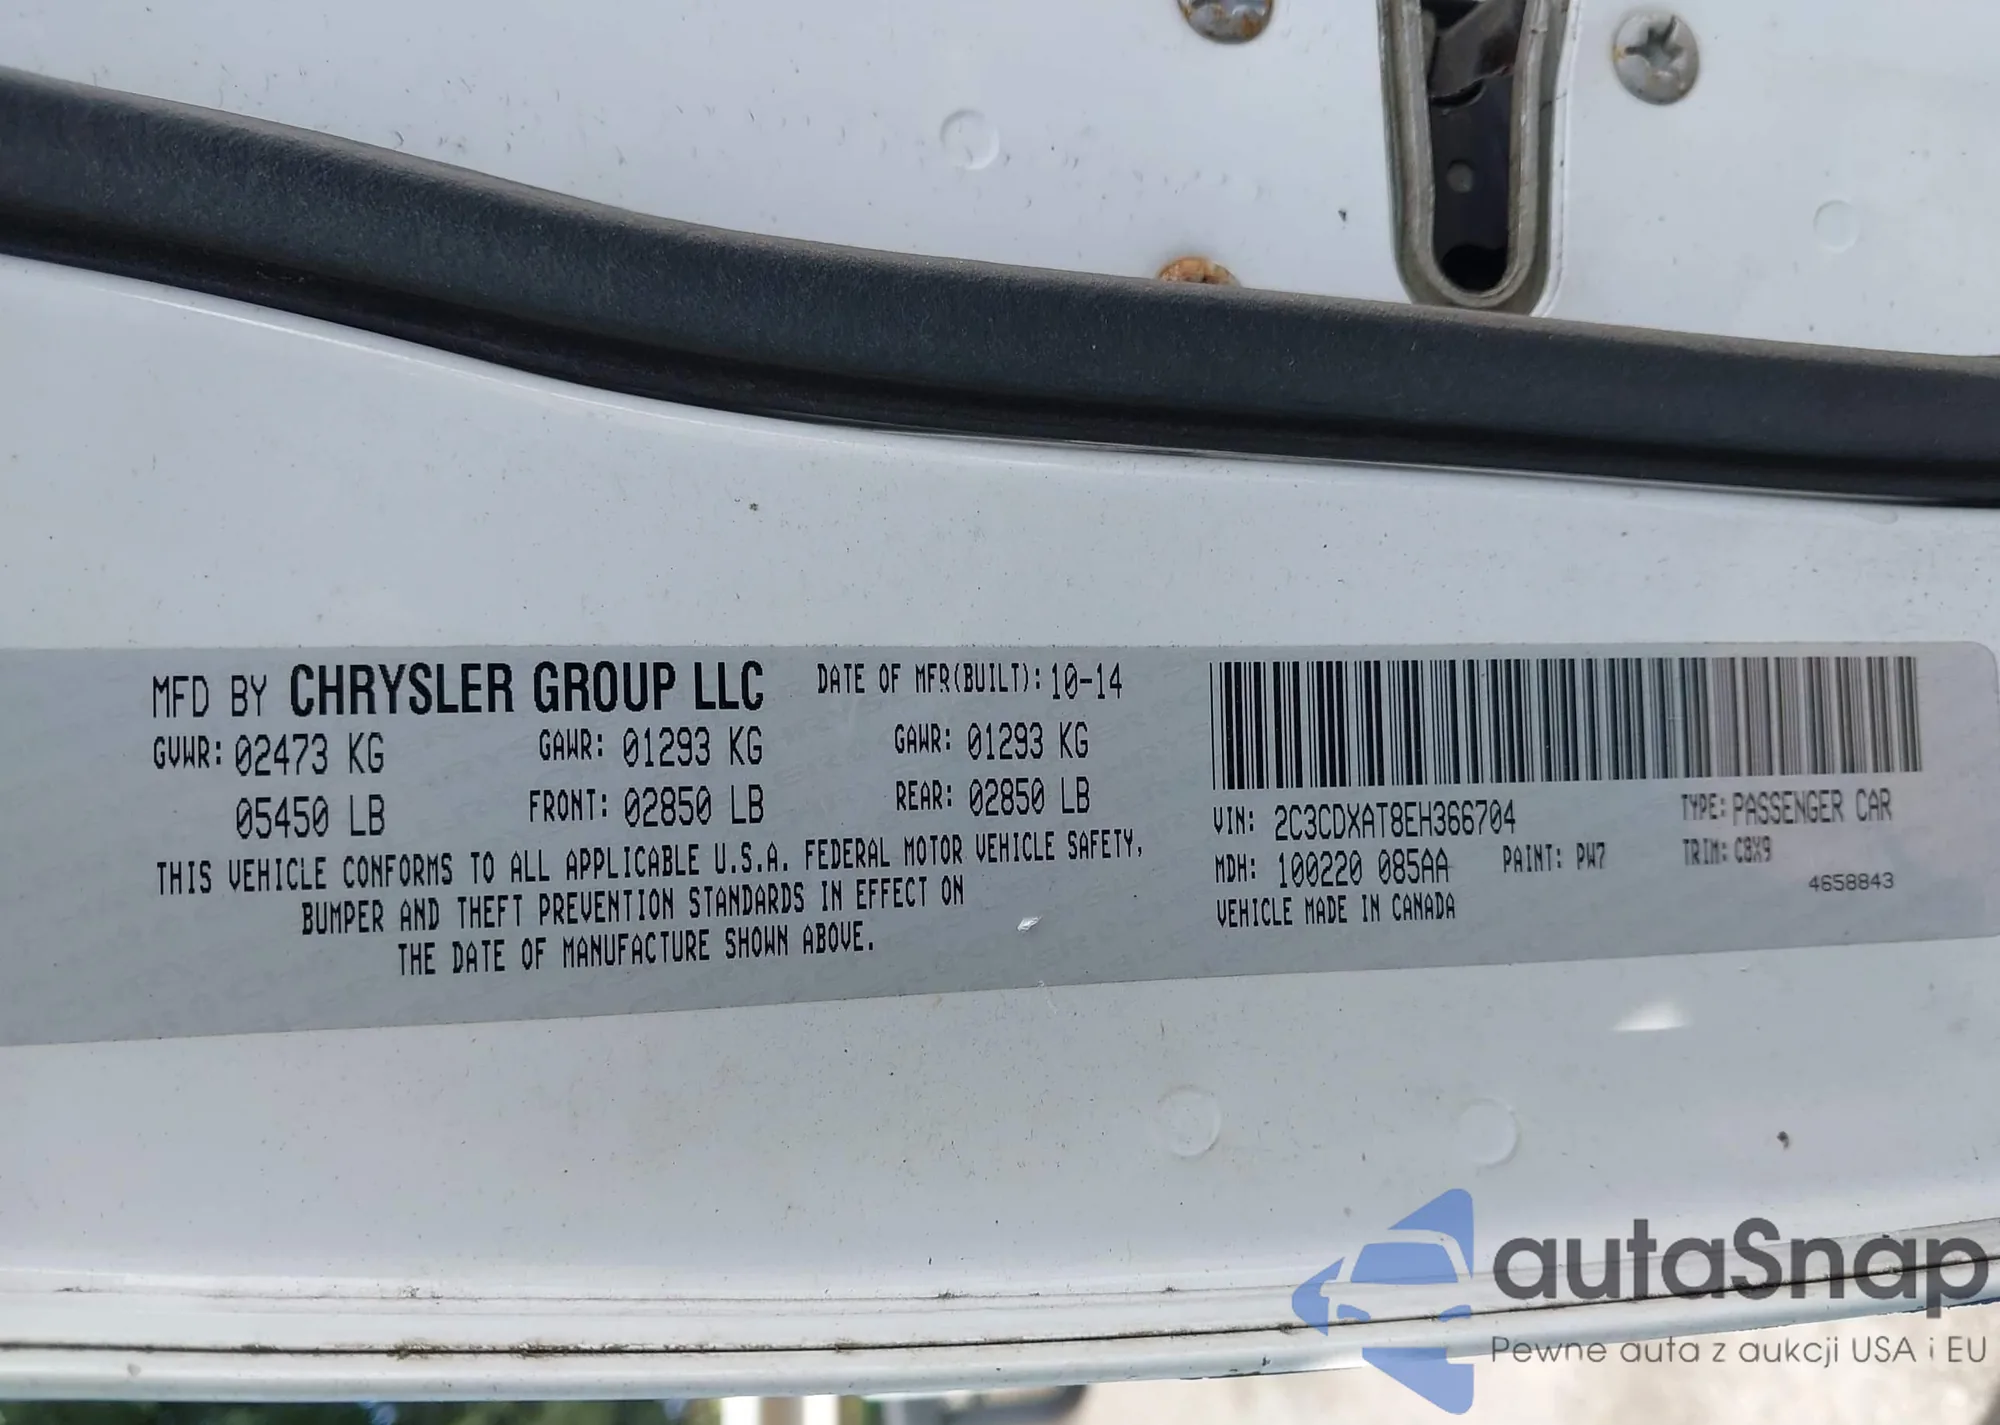 MFD BY CHRYSLER GROUP LLC DATE OF MFR(BUILT): 10-14
GVWR: 02473 KG GAWR: 01293 KG GAWR: 01293 KG
05450 LB FRONT: 02850 LB REAR: 02850 LB
THIS VEHICLE CONFORMS TO ALL APPLICABLE U.S.A. FEDERAL MOTOR VEHICLE SAFETY,
BUMPER AND THEFT PREVENTION STANDARDS IN EFFECT ON
THE DATE OF MANUFACTURE SHOWN ABOVE.
VIN: 2C3CDXAT8EH366704 TYPE: PASSENGER CAR
MDH: 100220 085AA PAINT: PW7 TRIM: C8X9
VEHICLE MADE IN CANADA 4658843
autaSnap
Pewne auta z aukcji USA i EU